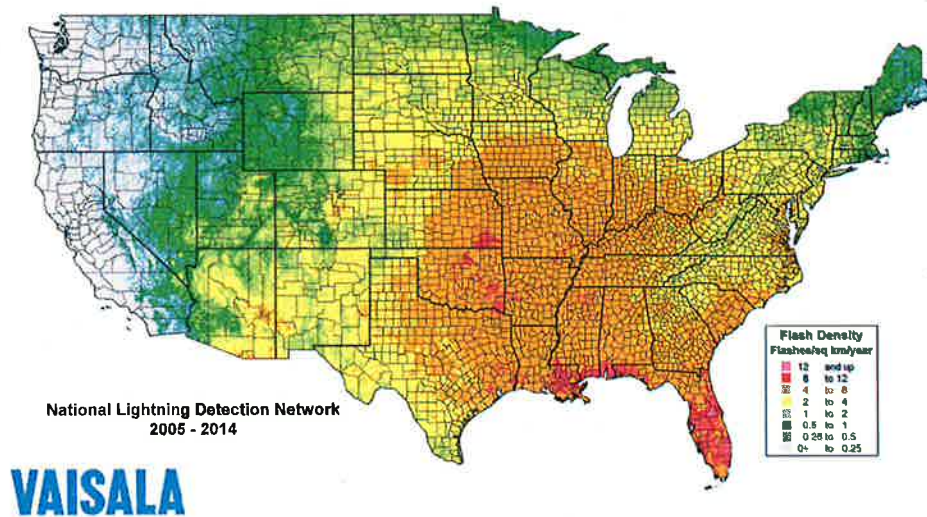 Flash Density
Flashes/sq km/year
12 and up
8 to 12
4 to 8
2 to 4
1 to 2
0.5 to 1
0.25 to 0.5
0+ to 0.25
National Lightning Detection Network
2005 - 2014
VAISALA